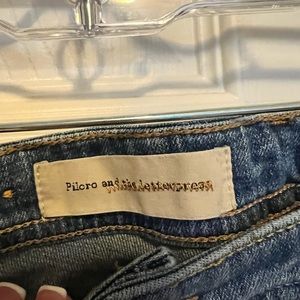 Pilcro and the letterpress